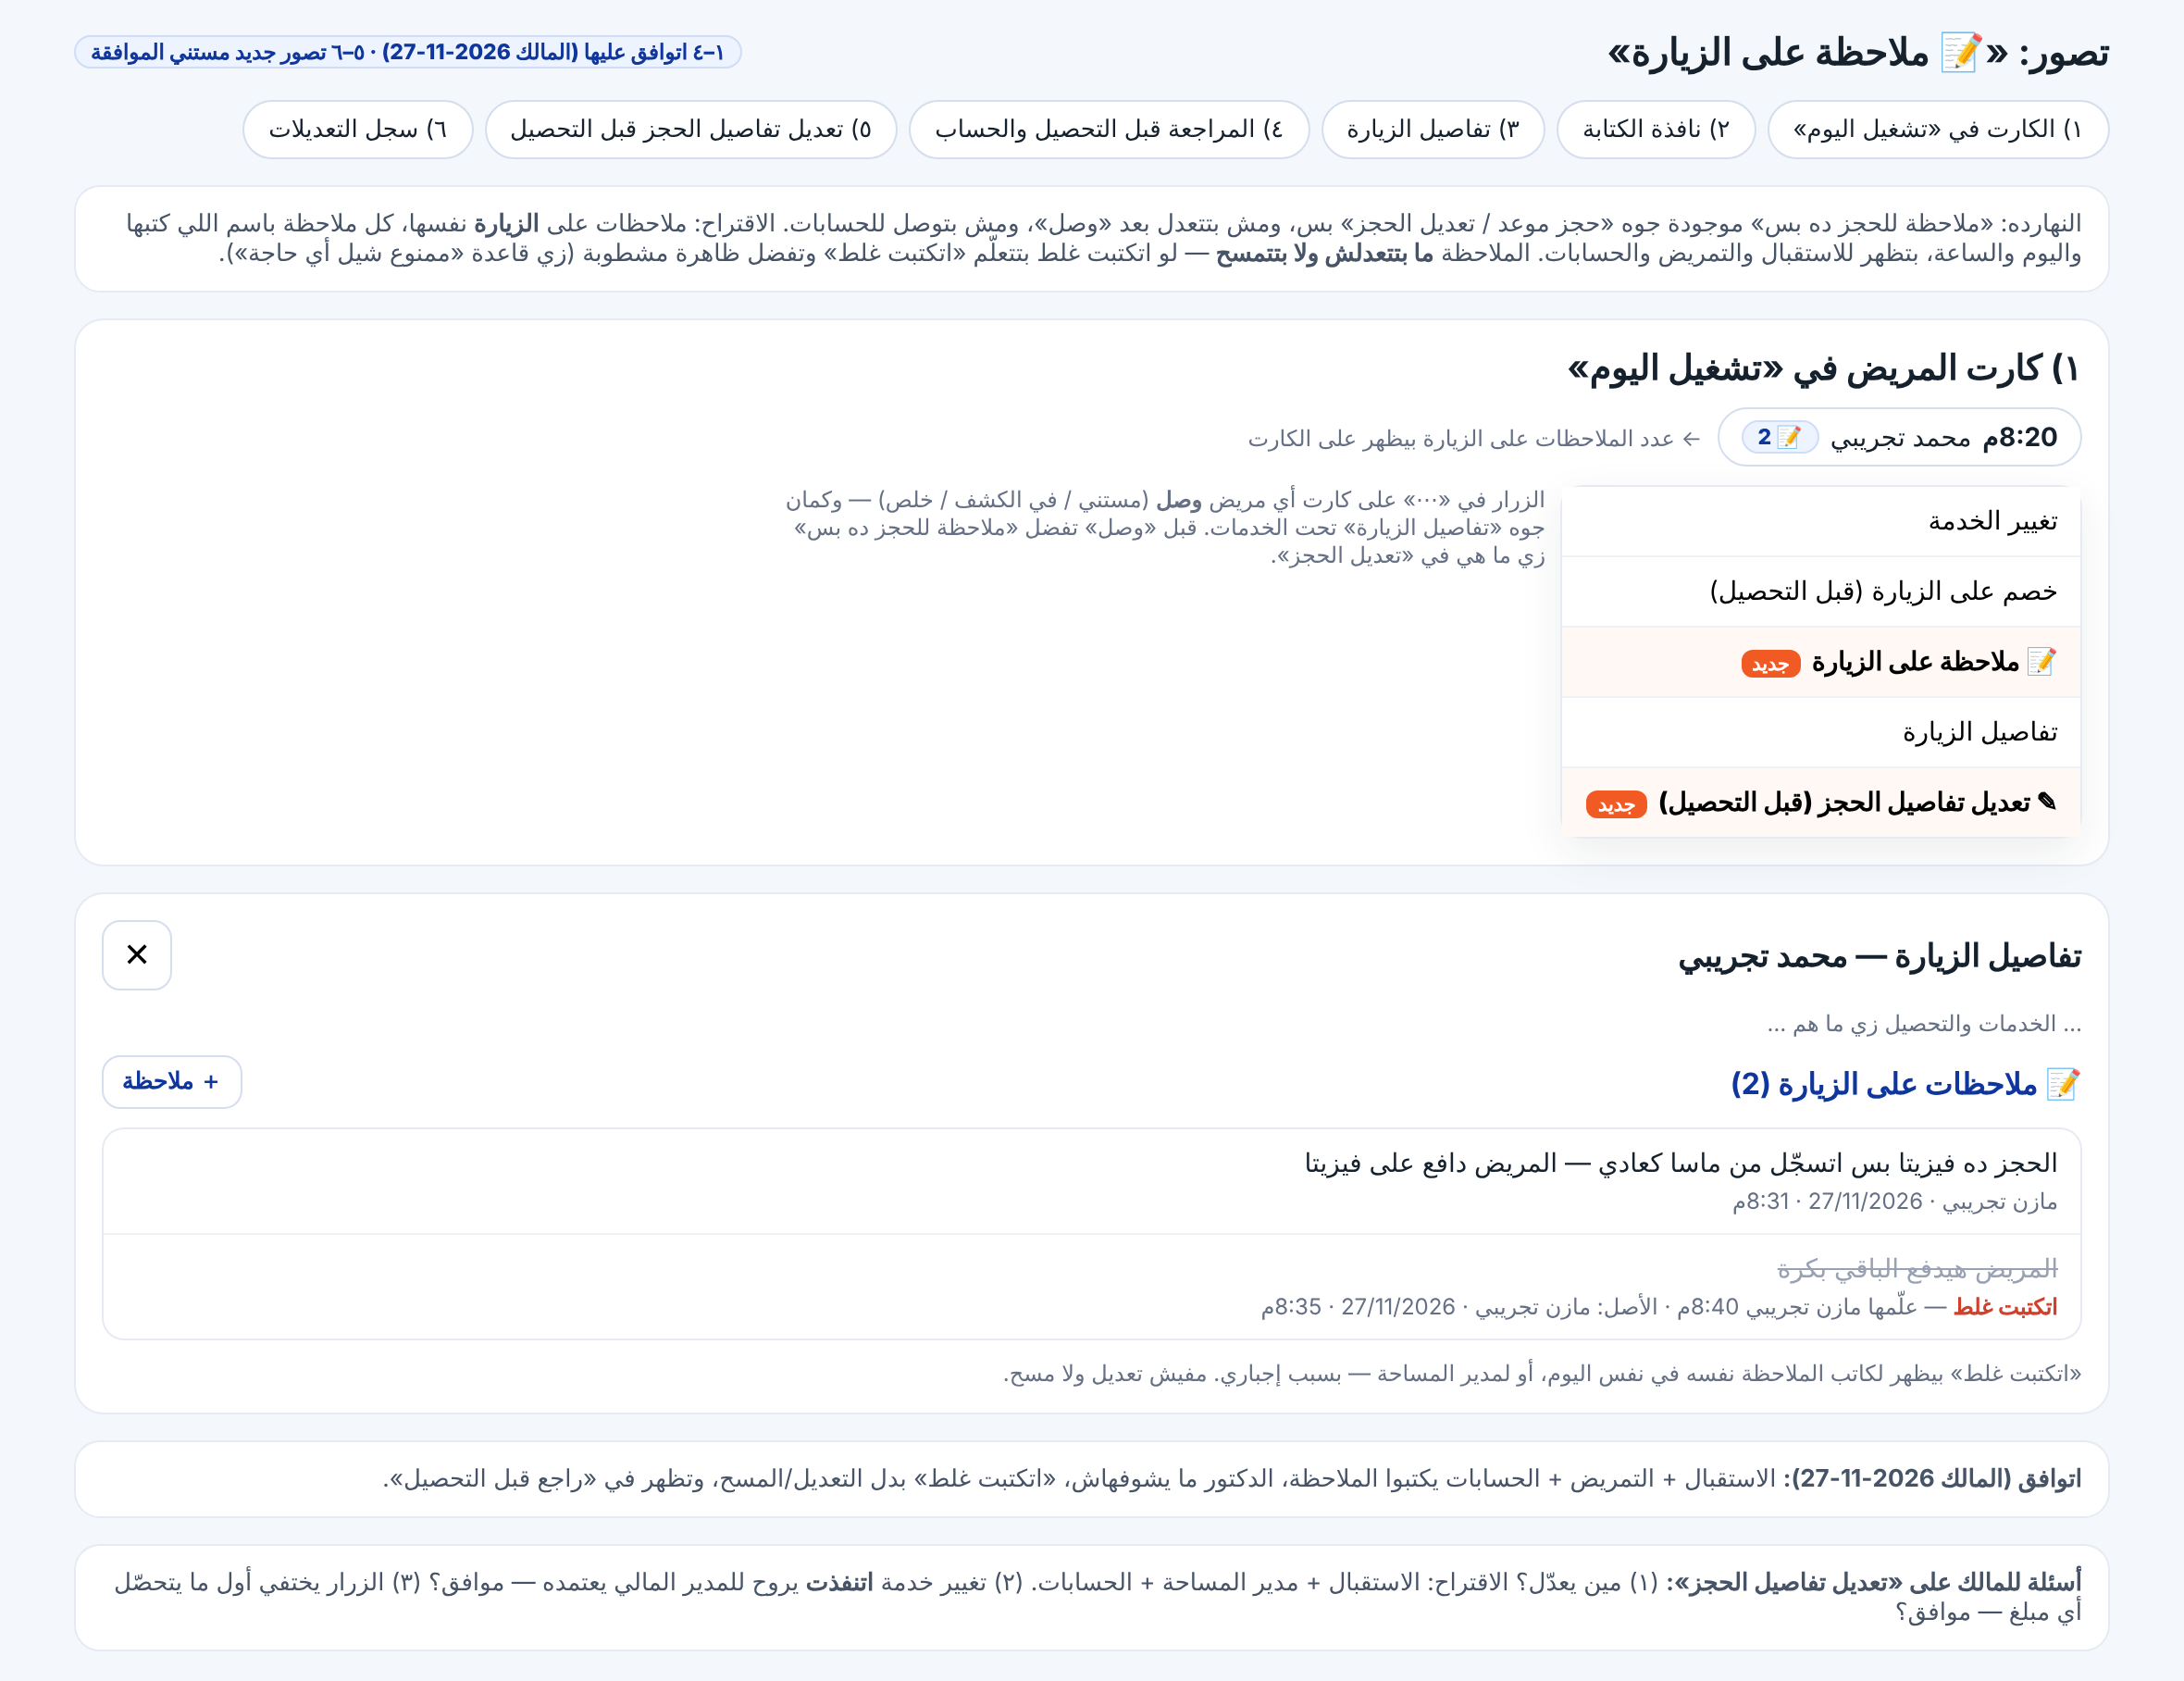 تصور: «📝 ملاحظة على الزيارة»
١–٤ اتوافق عليها (المالك 2026-11-27) · ٥–٦ تصور جديد مستني الموافقة
١) الكارت في «تشغيل اليوم»
٢) نافذة الكتابة
٣) تفاصيل الزيارة
٤) المراجعة قبل التحصيل والحساب
٥) تعديل تفاصيل الحجز قبل التحصيل
٦) سجل التعديلات
النهارده: «ملاحظة للحجز ده بس» موجودة جوه «حجز موعد / تعديل الحجز» بس، ومش بتتعدل بعد «وصل»، ومش بتوصل للحسابات. الاقتراح: ملاحظات على الزيارة نفسها، كل ملاحظة باسم اللي كتبها
واليوم والساعة، بتظهر للاستقبال والتمريض والحسابات. الملاحظة ما بتتعدلش ولا بتتمسح — لو اتكتبت غلط بتتعلّم «اتكتبت غلط» وتفضل ظاهرة مشطوبة (زي قاعدة «ممنوع شيل أي حاجة»).
١) كارت المريض في «تشغيل اليوم»
8:20م محمد تجريبي 📝 2
← عدد الملاحظات على الزيارة بيظهر على الكارت
تغيير الخدمة
خصم على الزيارة (قبل التحصيل)
📝 ملاحظة على الزيارة جديد
تفاصيل الزيارة
✎ تعديل تفاصيل الحجز (قبل التحصيل) جديد
الزرار في «⋯» على كارت أي مريض وصل (مستني / في الكشف / خلص) — وكمان
جوه «تفاصيل الزيارة» تحت الخدمات. قبل «وصل» تفضل «ملاحظة للحجز ده بس»
زي ما هي في «تعديل الحجز».
تفاصيل الزيارة — محمد تجريبي
✕
... الخدمات والتحصيل زي ما هم ...
📝 ملاحظات على الزيارة (2)
+ ملاحظة
الحجز ده فيزيتا بس اتسجّل من ماسا كعادي — المريض دافع على فيزيتا
مازن تجريبي · 27/11/2026 · 8:31م
المريض هيدفع الباقي بكرة
اتكتبت غلط — علّمها مازن تجريبي 8:40م · الأصل: مازن تجريبي · 27/11/2026 · 8:35م
«اتكتبت غلط» بيظهر لكاتب الملاحظة نفسه في نفس اليوم، أو لمدير المساحة — بسبب إجباري. مفيش تعديل ولا مسح.
اتوافق (المالك 2026-11-27): الاستقبال + التمريض + الحسابات يكتبوا الملاحظة، الدكتور ما يشوفهاش، «اتكتبت غلط» بدل التعديل/المسح، وتظهر في «راجع قبل التحصيل».
أسئلة للمالك على «تعديل تفاصيل الحجز»: (١) مين يعدّل؟ الاقتراح: الاستقبال + مدير المساحة + الحسابات. (٢) تغيير خدمة اتنفذت يروح للمدير المالي يعتمده — موافق؟ (٣) الزرار يختفي أول ما يتحصّل
أي مبلغ — موافق؟